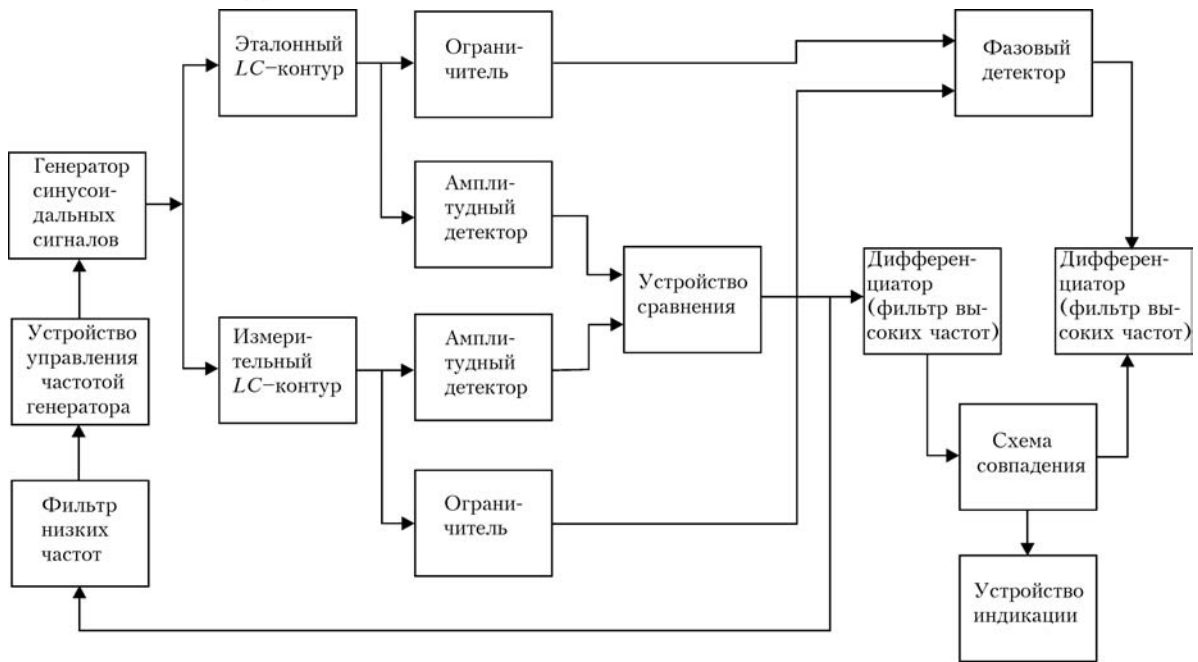 Эталонный
LC–контур
Ограни-
читель
Фазовый
детектор
Генератор
синусои-
дальных
сигналов
Ампли-
тудный
детектор
Устройство
сравнения
Дифферен-
циатор
(фильтр вы-
соких частот)
Дифферен-
циатор
(фильтр вы-
соких частот)
Устройство
управления
частотой
генератора
Измери-
тельный
LC–контур
Ампли-
тудный
детектор
Схема
совпадения
Фильтр
низких
частот
Ограни-
читель
Устройство
индикации